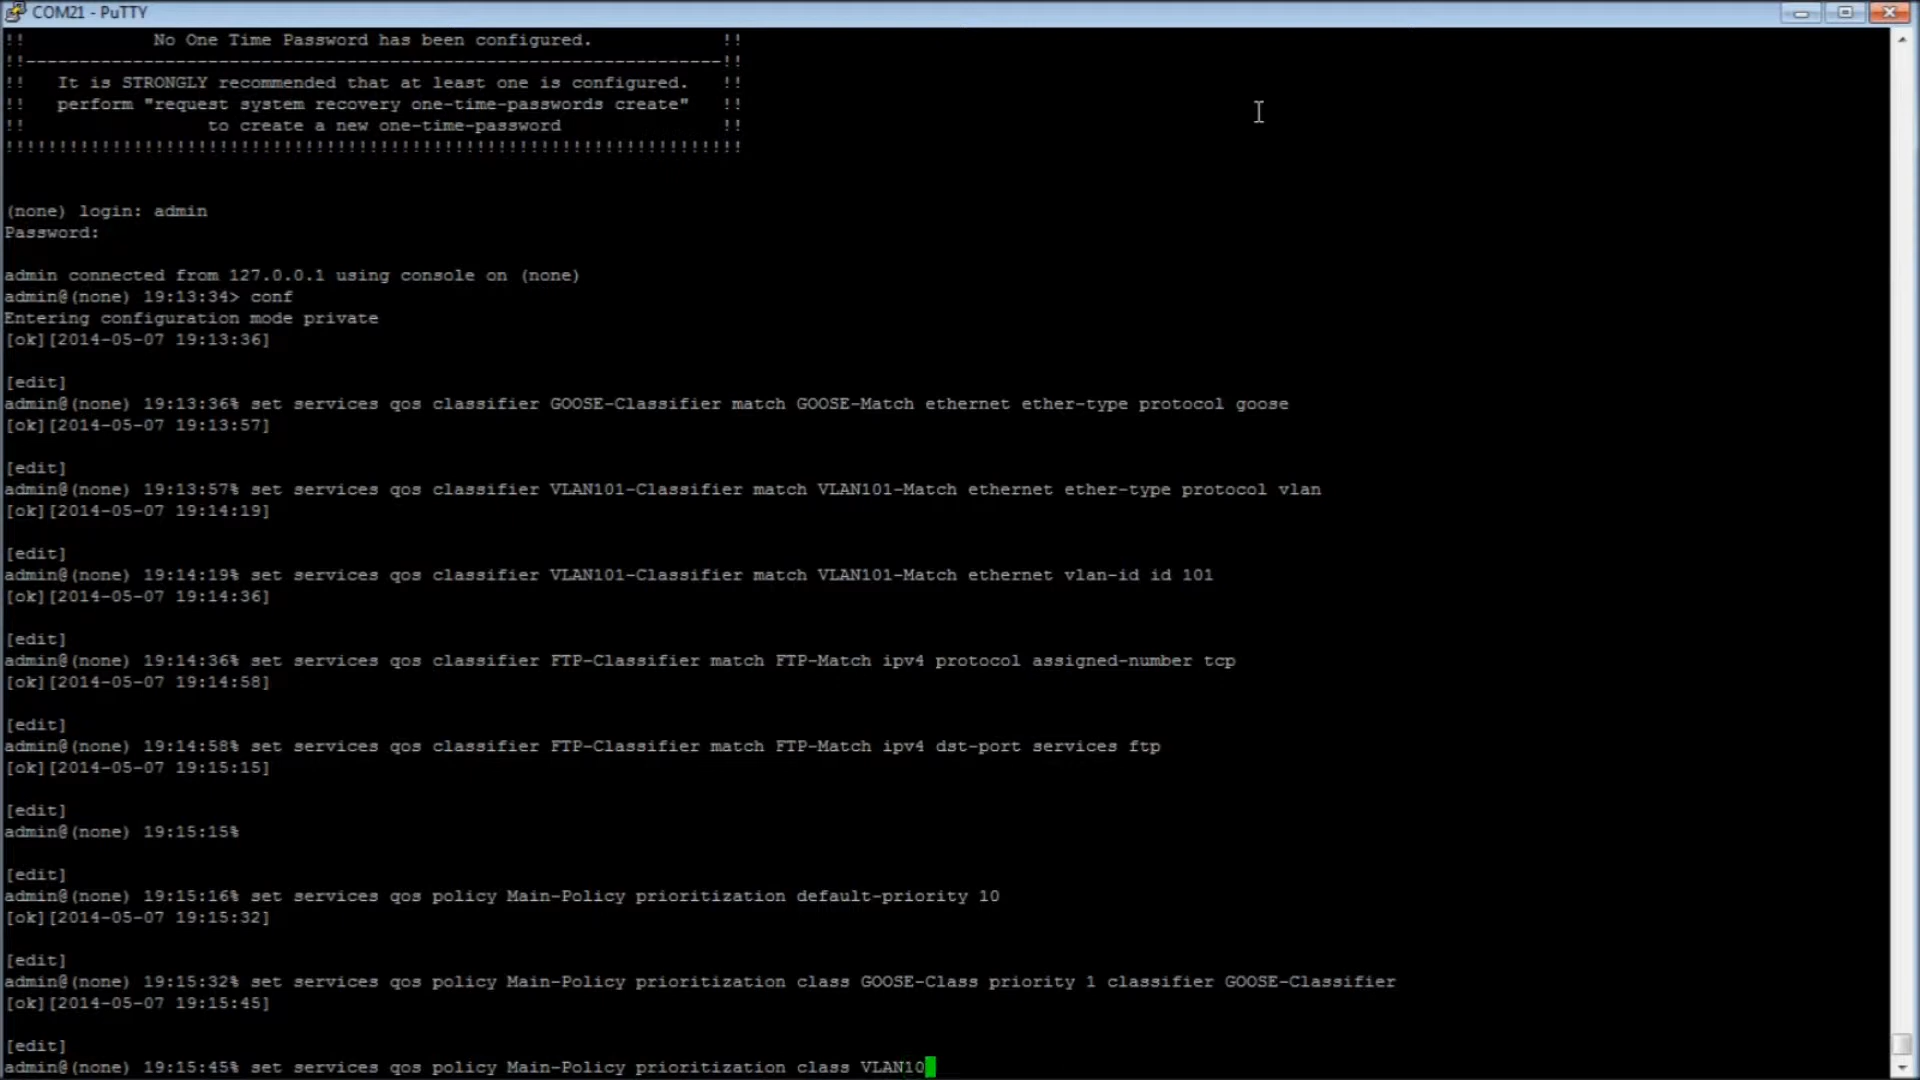 COM21 - PuTTY
!! No One Time Password has been configured. !!
!!-----------------------------------------------------------------!!
!! It is STRONGLY recommended that at least one is configured. !!
!! perform "request system recovery one-time-passwords create" !!
!! to create a new one-time-password !!
!!!!!!!!!!!!!!!!!!!!!!!!!!!!!!!!!!!!!!!!!!!!!!!!!!!!!!!!!!!!!!!!!!!!!
(none) login: admin
Password:
admin connected from 127.0.0.1 using console on (none)
admin@(none) 19:13:34> conf
Entering configuration mode private
[ok][2014-05-07 19:13:36]
[edit]
admin@(none) 19:13:36% set services qos classifier GOOSE-Classifier match GOOSE-Match ethernet ether-type protocol goose
[ok][2014-05-07 19:13:57]
[edit]
admin@(none) 19:13:57% set services qos classifier VLAN101-Classifier match VLAN101-Match ethernet ether-type protocol vlan
[ok][2014-05-07 19:14:19]
[edit]
admin@(none) 19:14:19% set services qos classifier VLAN101-Classifier match VLAN101-Match ethernet vlan-id id 101
[ok][2014-05-07 19:14:36]
[edit]
admin@(none) 19:14:36% set services qos classifier FTP-Classifier match FTP-Match ipv4 protocol assigned-number tcp
[ok][2014-05-07 19:14:58]
[edit]
admin@(none) 19:14:58% set services qos classifier FTP-Classifier match FTP-Match ipv4 dst-port services ftp
[ok][2014-05-07 19:15:15]
[edit]
admin@(none) 19:15:15%
[edit]
admin@(none) 19:15:16% set services qos policy Main-Policy prioritization default-priority 10
[ok][2014-05-07 19:15:32]
[edit]
admin@(none) 19:15:32% set services qos policy Main-Policy prioritization class GOOSE-Class priority 1 classifier GOOSE-Classifier
[ok][2014-05-07 19:15:45]
[edit]
admin@(none) 19:15:45% set services qos policy Main-Policy prioritization class VLAN10